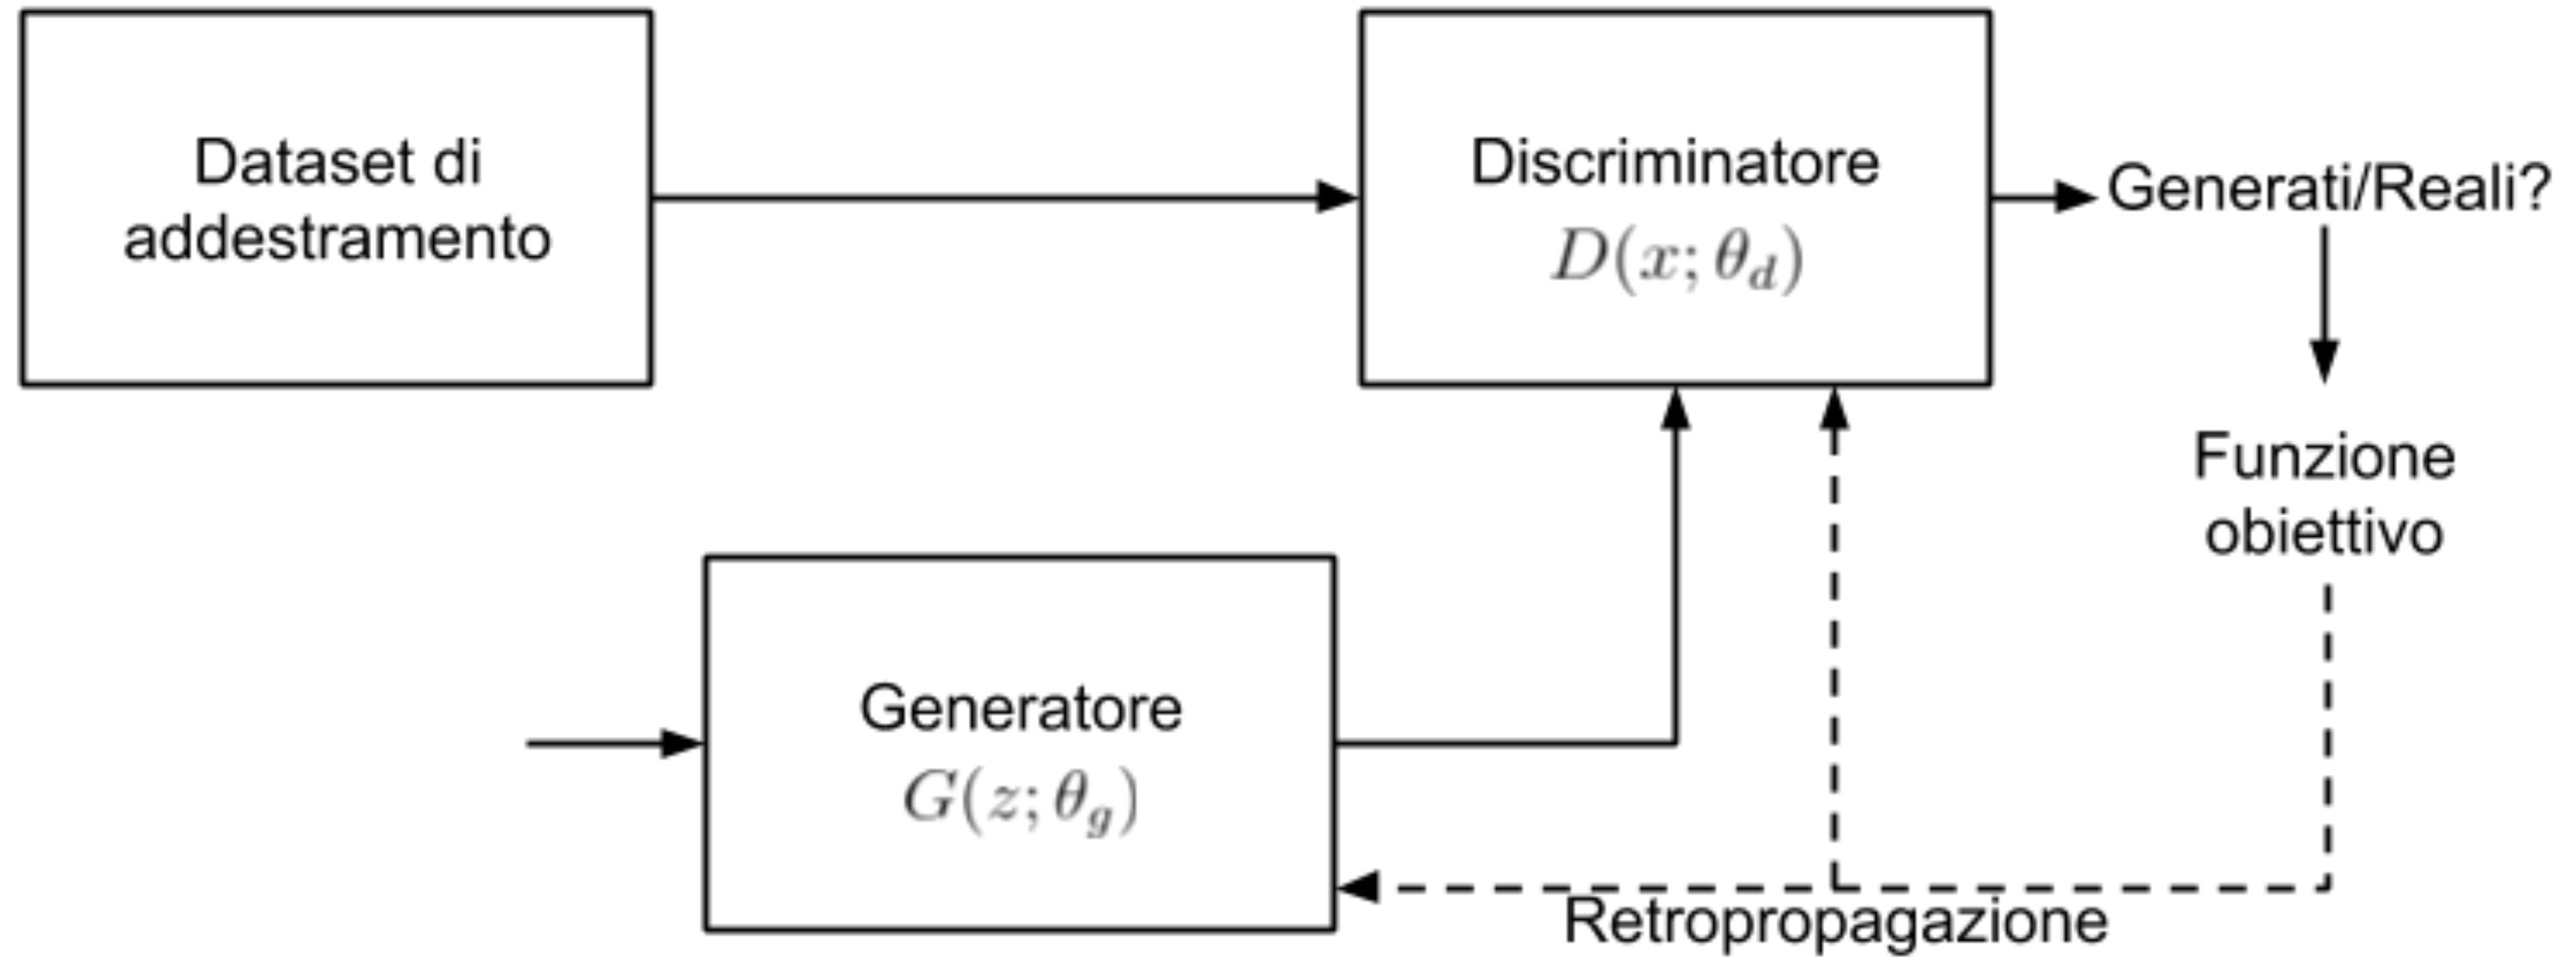 Dataset di
addestramento
Discriminatore
D(x; θ_d)
Generati/Reali?
Funzione
obiettivo
Generatore
G(z; θ_g)
Retropropagazione